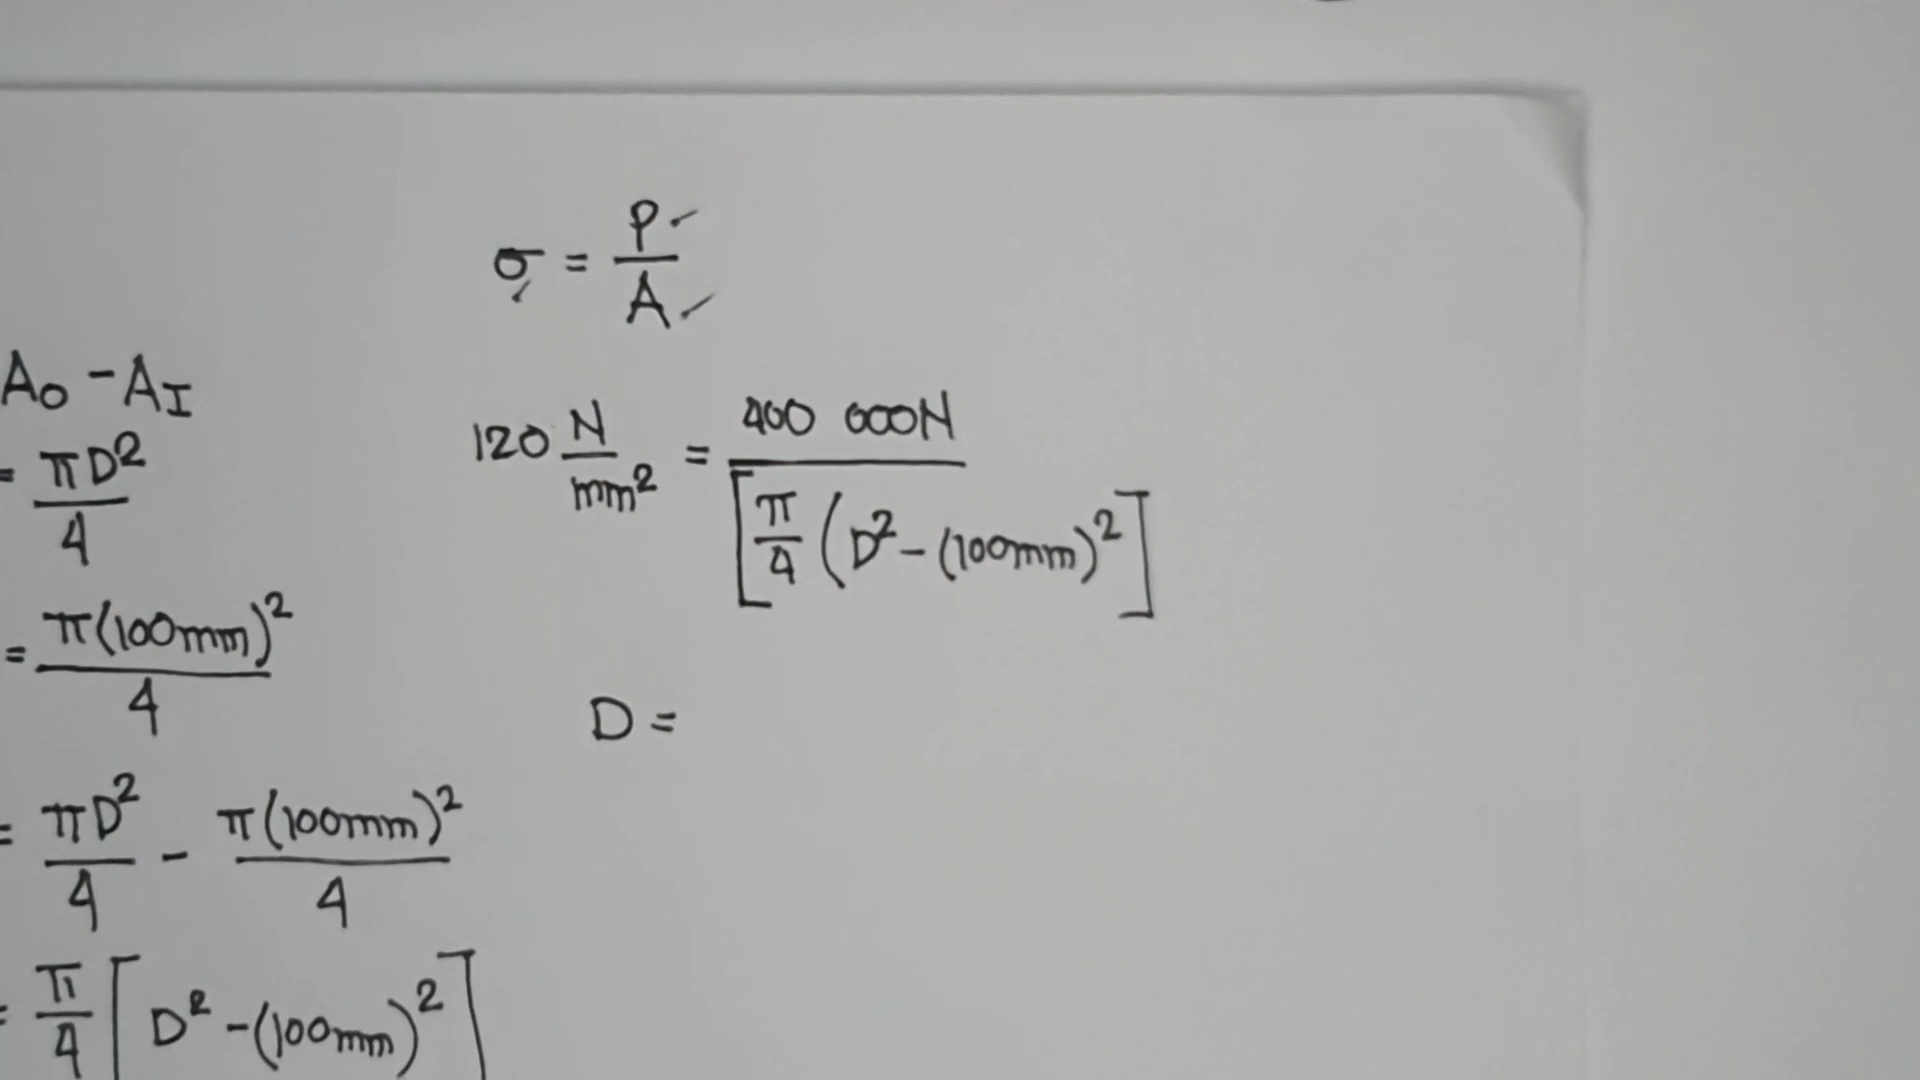 σ = P/A
A_O - A_I
= πD²/4
= π(100mm)²/4
= πD²/4 - π(100mm)²/4
= π/4 [D² - (100mm)²]
120 N/mm² = 400 000N / [π/4 (D² - (100mm)²]
D =